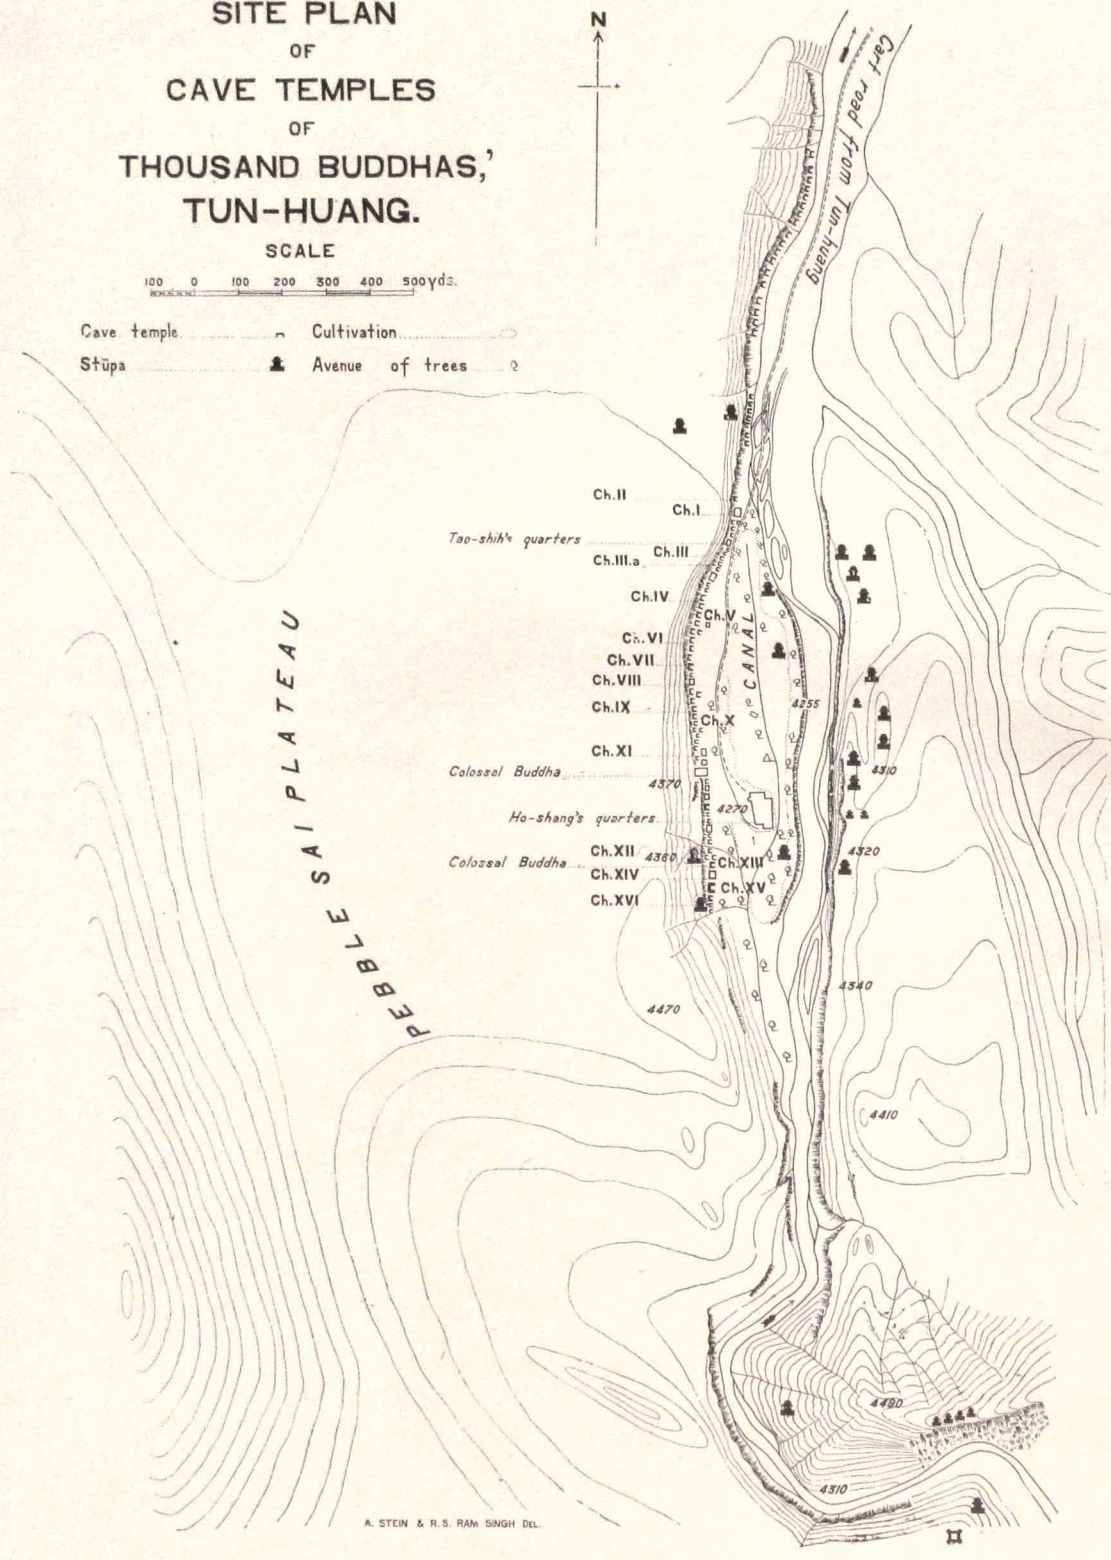 SITE PLAN
OF
CAVE TEMPLES
OF
THOUSAND BUDDHAS,'
TUN-HUANG.
SCALE
100 0 100 200 300 400 500 yds.
Cave temple Cultivation
Stūpa Avenue of trees
N
Cart road from Tun-huang
Ch.II
Ch.I
Tao-shih's quarters
Ch.III
Ch.III.a
Ch.IV
Ch.V
Ch.VI
Ch.VII
Ch.VIII
Ch.IX
Ch.X
Ch.XI
CANAL
4255
Colossal Buddha
4370
4310
4270
Ho-shang's quarters
Ch.XII
4360
4320
Colossal Buddha
Ch.XIII
Ch.XIV
Ch.XV
Ch.XVI
PEBBLE SAI PLATEAU
4340
4470
4410
4480
4310
A. STEIN & R.S. RAM SINGH DEL.